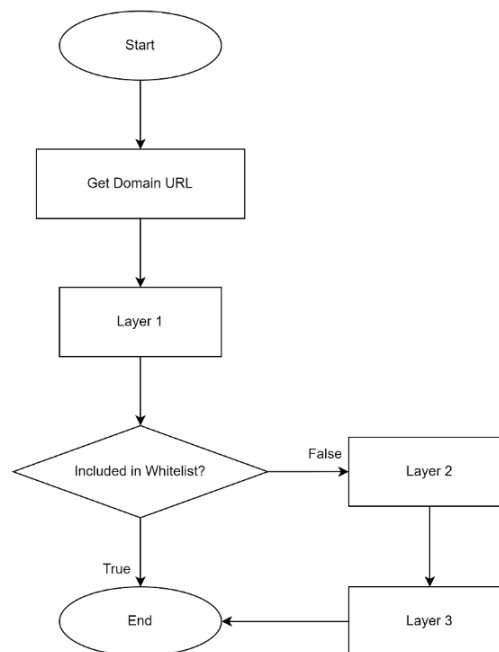 Start
Get Domain URL
Layer 1
Included in Whitelist?
False
Layer 2
True
End
Layer 3